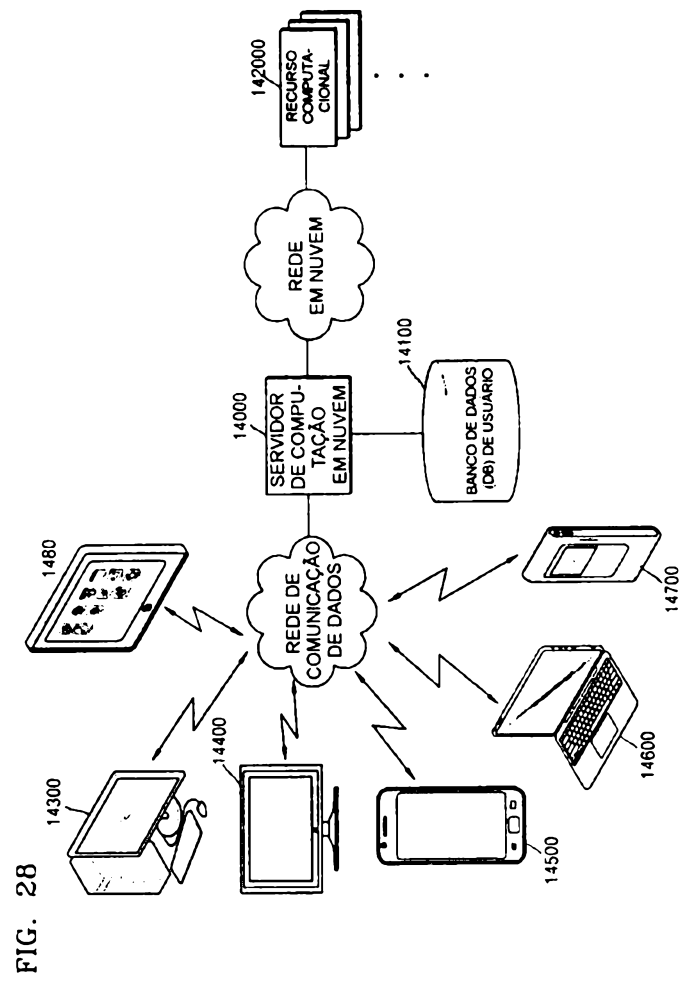 FIG. 28
14300
1480
14400
14500
14600
14700
REDE DE
COMUNICAÇÃO
DE DADOS
14000
SERVIDOR
DE COMPU-
TAÇÃO
EM NUVEM
14100
BANCO DE DADOS
(DB) DE USUÁRIO
REDE
EM NUVEM
142000
RECURSO
COMPUTA-
CIONAL